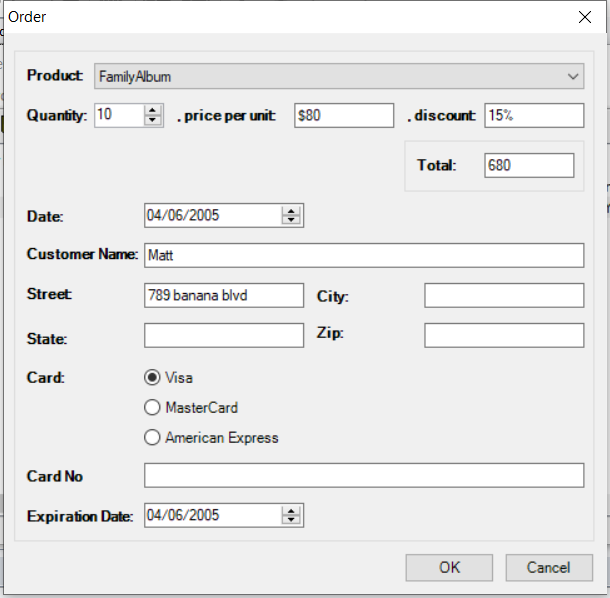 Order
Product: FamilyAlbum
Quantity: 10 . price per unit: $80 . discount: 15%
Total: 680
Date: 04/06/2005
Customer Name: Matt
Street: 789 banana blvd City:
State: Zip:
Card: Visa
MasterCard
American Express
Card No
Expiration Date: 04/06/2005
OK Cancel